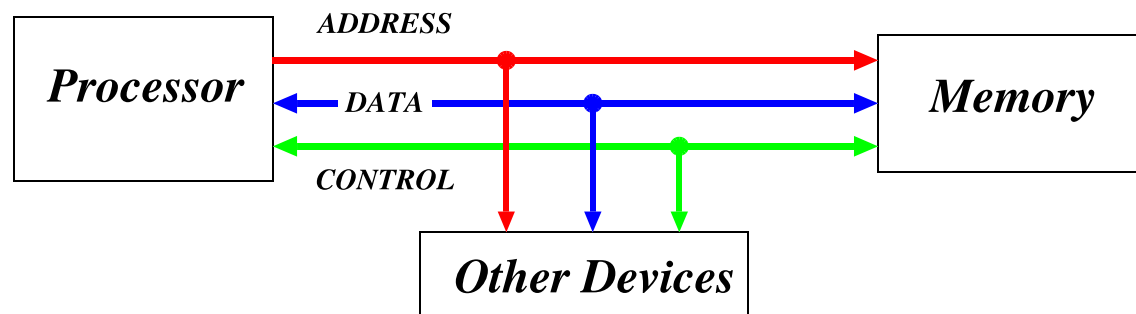 ADDRESS
Processor
DATA
Memory
CONTROL
Other Devices